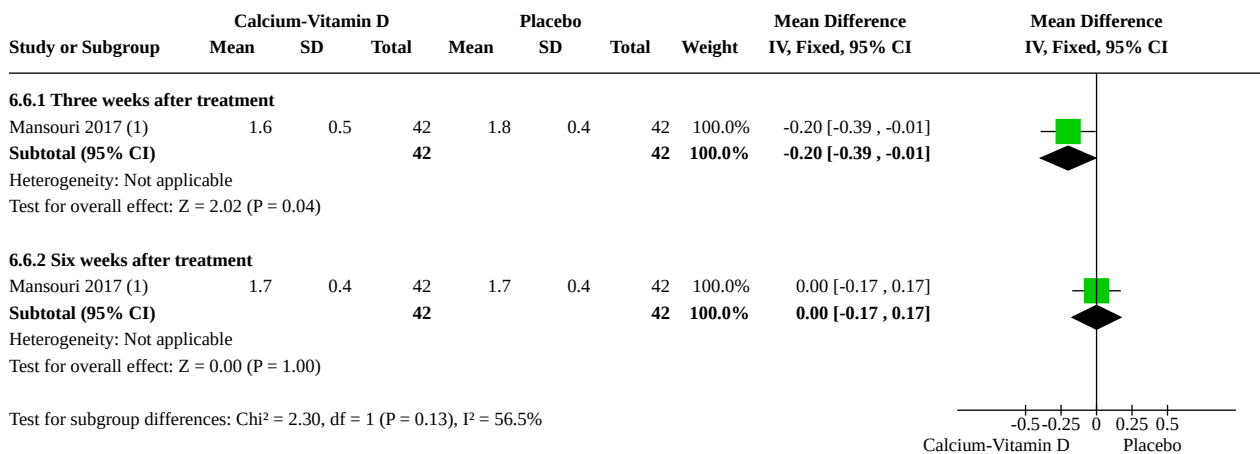 Calcium-Vitamin D Placebo Mean Difference Mean Difference
Study or Subgroup Mean SD Total Mean SD Total Weight IV, Fixed, 95% CI IV, Fixed, 95% CI
6.6.1 Three weeks after treatment
Mansouri 2017 (1) 1.6 0.5 42 1.8 0.4 42 100.0% -0.20 [-0.39 , -0.01]
Subtotal (95% CI) 42 42 100.0% -0.20 [-0.39 , -0.01]
Heterogeneity: Not applicable
Test for overall effect: Z = 2.02 (P = 0.04)
6.6.2 Six weeks after treatment
Mansouri 2017 (1) 1.7 0.4 42 1.7 0.4 42 100.0% 0.00 [-0.17 , 0.17]
Subtotal (95% CI) 42 42 100.0% 0.00 [-0.17 , 0.17]
Heterogeneity: Not applicable
Test for overall effect: Z = 0.00 (P = 1.00)
Test for subgroup differences: Chi² = 2.30, df = 1 (P = 0.13), I² = 56.5%
-0.5 -0.25 0 0.25 0.5
Calcium-Vitamin D Placebo